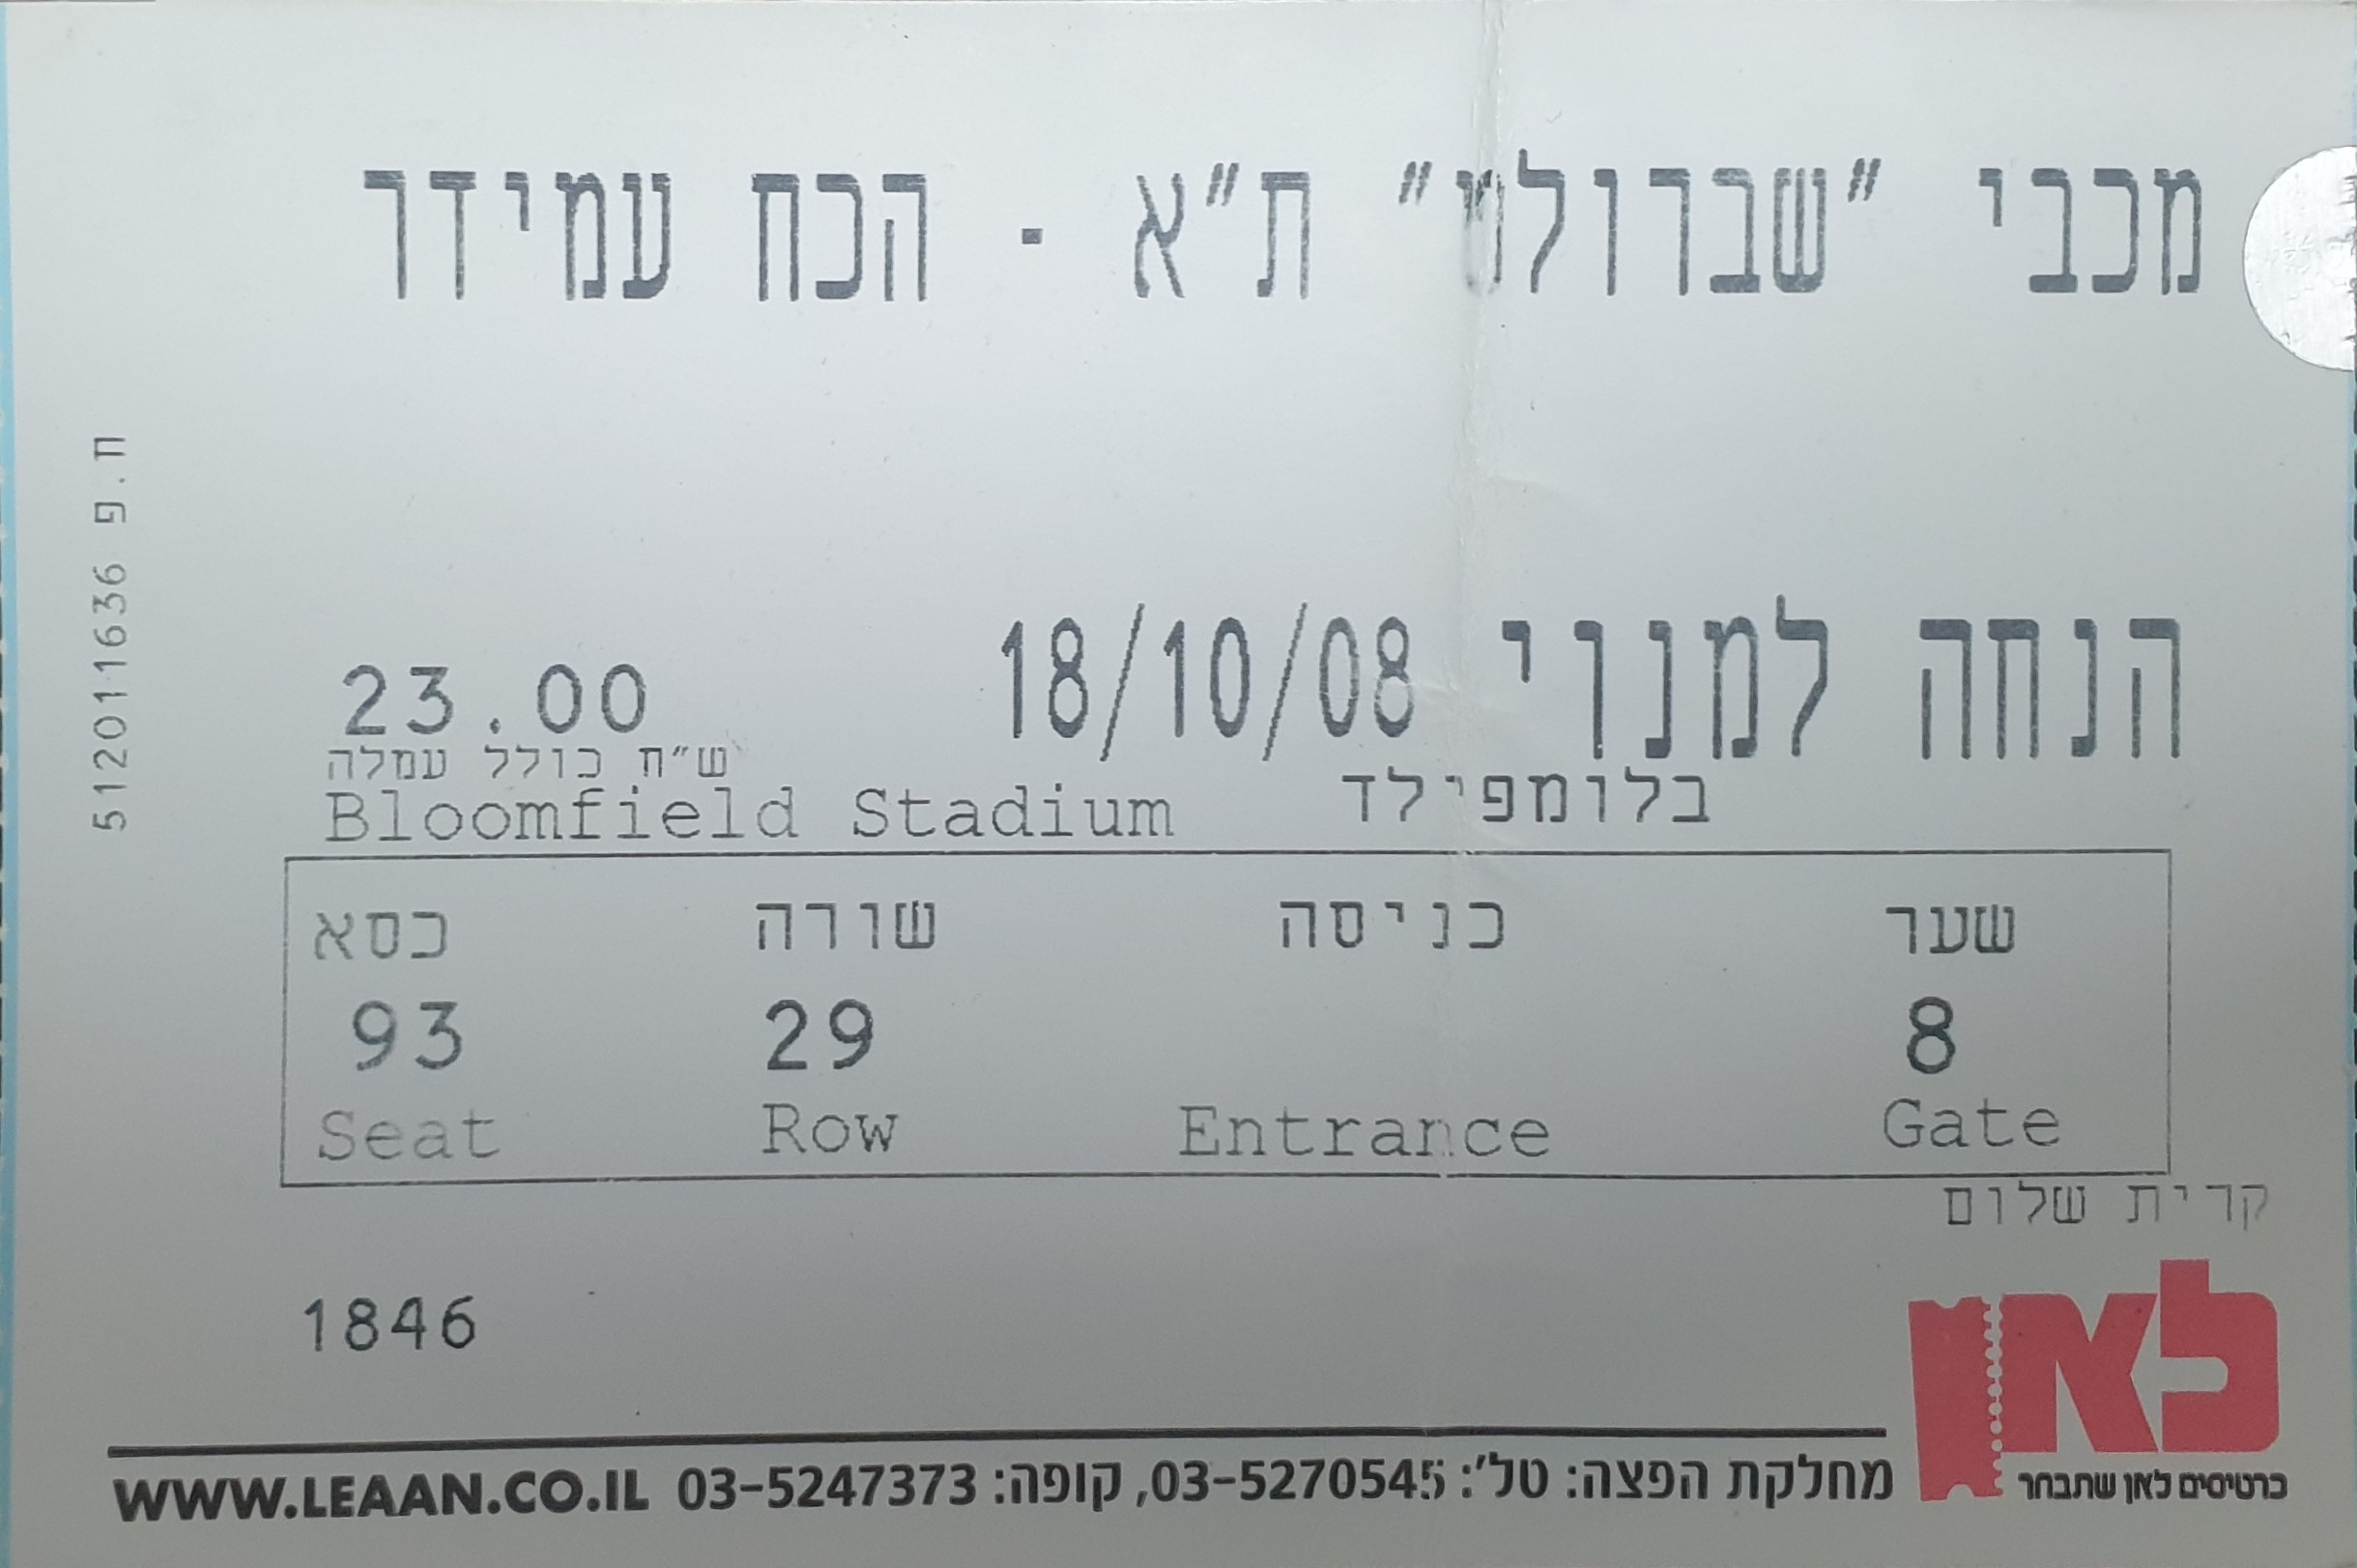 מכבי "שברולט" ת"א - הכח עמידר
ח.פ 512011636
הנחה למנוי 18/10/08 23.00
ש"ח כולל עמלה
בלומפילד Bloomfield Stadium
שער כניסה שורה כסא
8 29 93
Gate Entrance Row Seat
קרית שלום
1846
לאן
כרטיסים לאן שתבחר
מחלקת הפצה: טל': 03-5270545, קופה: 03-5247373 WWW.LEAAN.CO.IL